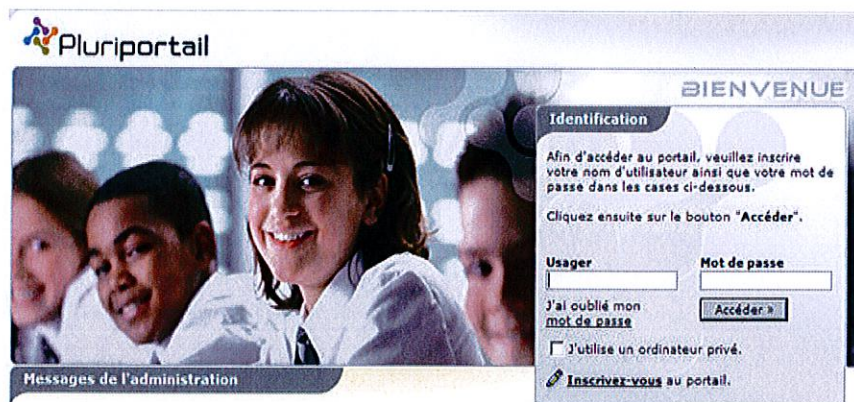 Pluriportail
BIENVENUE
Identification
Afin d'accéder au portail, veuillez inscrire
votre nom d'utilisateur ainsi que votre mot de
passe dans les cases ci-dessous.
Cliquez ensuite sur le bouton "Accéder".
Usager Mot de passe
J'ai oublié mon
mot de passe
Accéder »
J'utilise un ordinateur privé.
Inscrivez-vous au portail.
Messages de l'administration